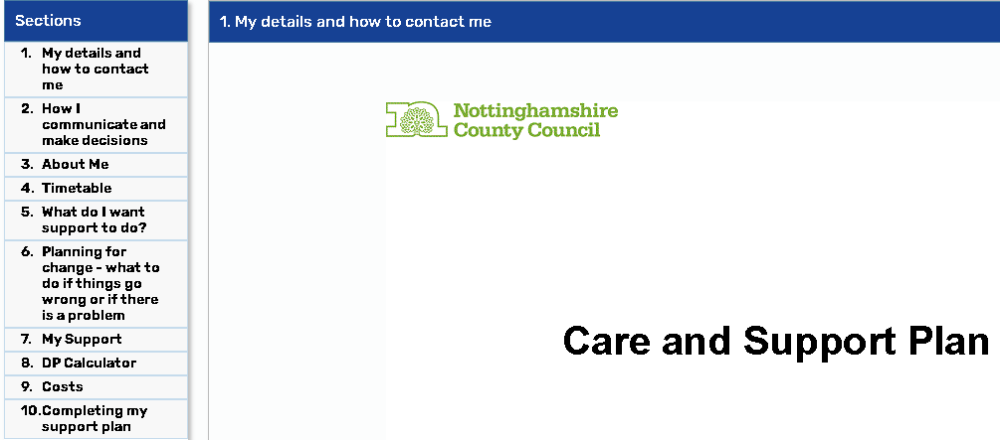 Sections
1. My details and
how to contact
me
2. How I
communicate and
make decisions
3. About Me
4. Timetable
5. What do I want
support to do?
6. Planning for
change - what to
do if things go
wrong or if there
is a problem
7. My Support
8. DP Calculator
9. Costs
10.Completing my
support plan
1. My details and how to contact me
Nottinghamshire
County Council
Care and Support Plan